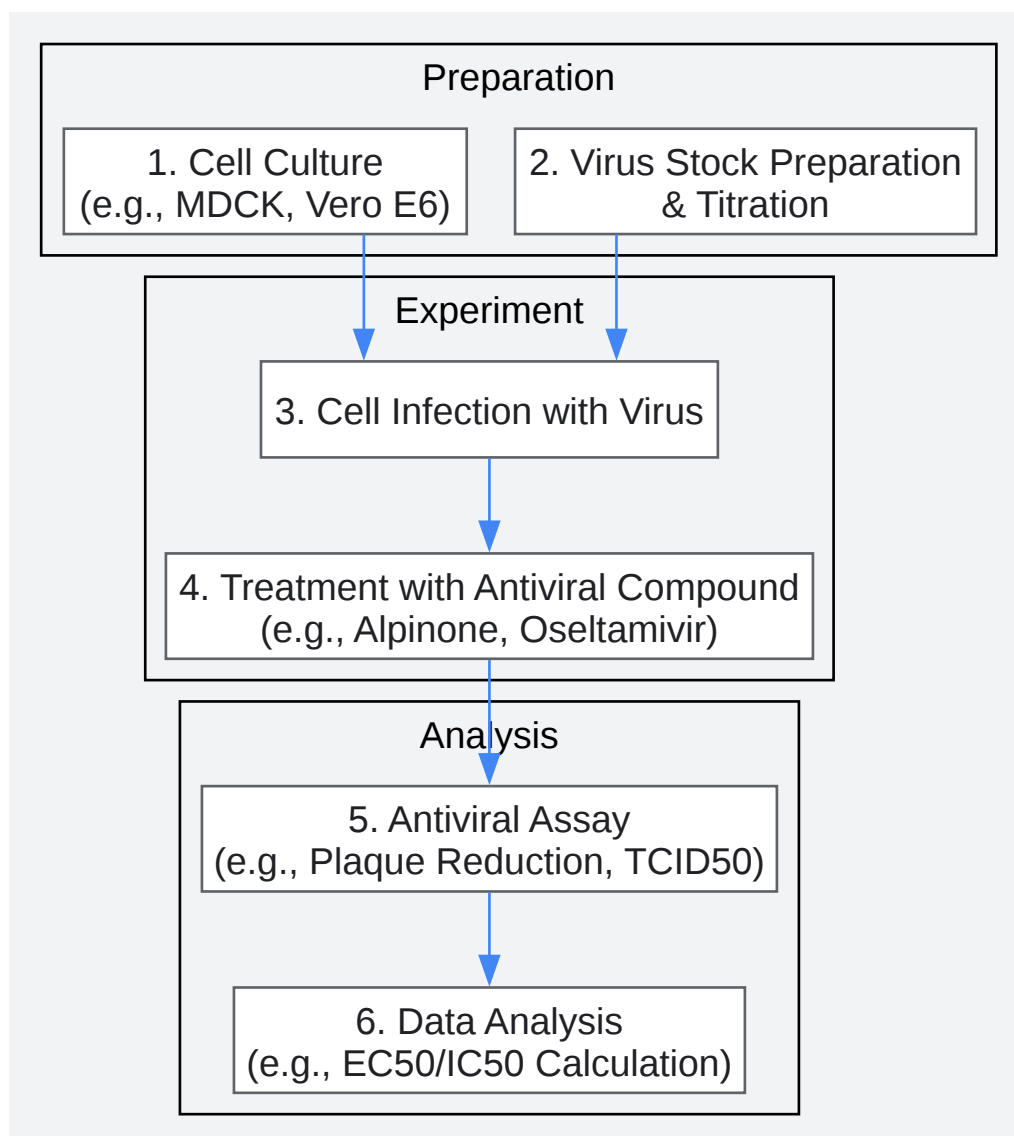 Preparation
1. Cell Culture
(e.g., MDCK, Vero E6)
2. Virus Stock Preparation
& Titration
Experiment
3. Cell Infection with Virus
4. Treatment with Antiviral Compound
(e.g., Alpinone, Oseltamivir)
Analysis
5. Antiviral Assay
(e.g., Plaque Reduction, TCID50)
6. Data Analysis
(e.g., EC50/IC50 Calculation)